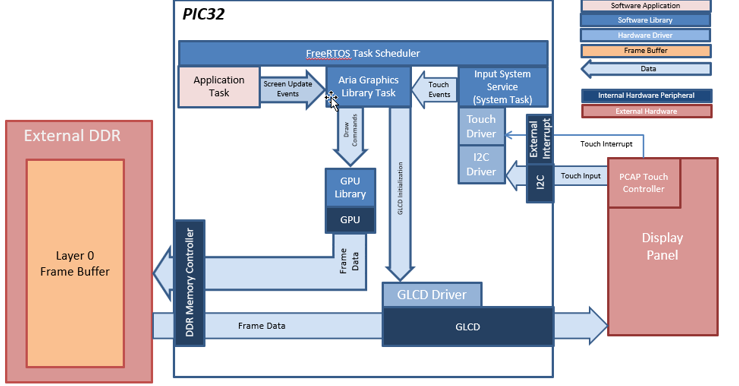 PIC32
Software Application
Software Library
Hardware Driver
Frame Buffer
Data
Internal Hardware Peripheral
External Hardware
FreeRTOS Task Scheduler
Application
Task
Screen Update
Events
Aria Graphics
Library Task
Touch
Events
Input System
Service
(System Task)
Touch
Driver
I2C
Driver
External
Interrupt
I2C
Touch Interrupt
Touch Input
PCAP Touch
Controller
Display
Panel
Draw
Commands
GLCD Initialization
GPU
Library
GPU
Frame
Data
External DDR
Layer 0
Frame Buffer
DDR Memory Controller
Frame Data
GLCD Driver
GLCD